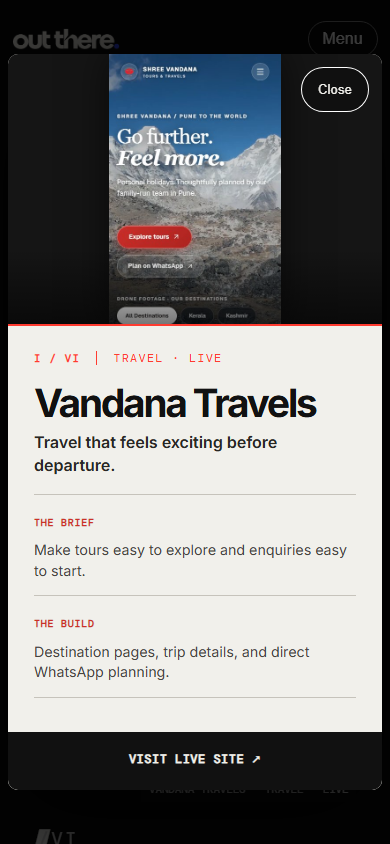 out there.
Menu
SHREE VANDANA
TOURS & TRAVELS
Close
SHREE VANDANA / PUNE TO THE WORLD
Go further.
Feel more.
Personal holidays. Thoughtfully planned by our
family-run team in Pune.
Explore tours ↗
Plan on WhatsApp ↗
DRONE FOOTAGE · OUR DESTINATIONS
All Destinations
Kerala
Kashmir
I / VI | TRAVEL · LIVE
Vandana Travels
Travel that feels exciting before
departure.
THE BRIEF
Make tours easy to explore and enquiries easy
to start.
THE BUILD
Destination pages, trip details, and direct
WhatsApp planning.
VISIT LIVE SITE ↗
VANDANA TRAVELS TRAVEL LIVE
VI